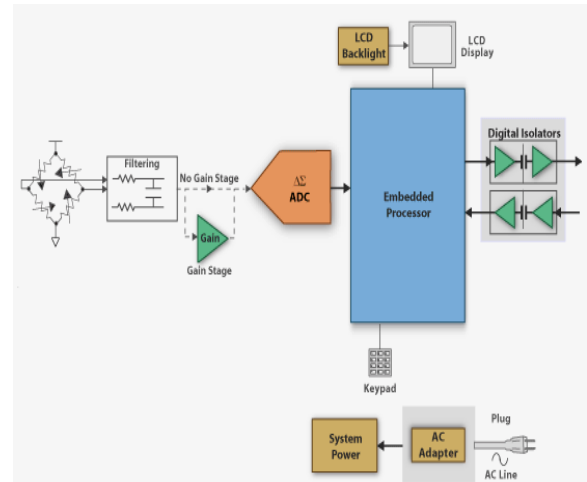 LCD
Backlight
LCD
Display
Filtering
No Gain Stage
Gain
Gain Stage
ΔΣ
ADC
Embedded
Processor
Digital Isolators
Keypad
System
Power
AC
Adapter
Plug
AC Line